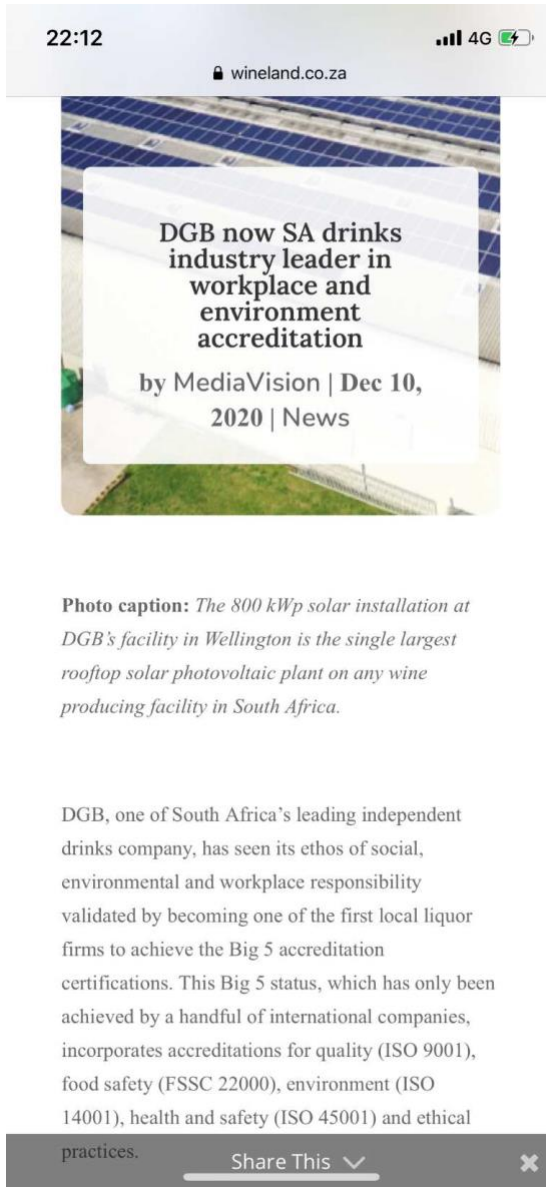 22:12
4G
wineland.co.za
DGB now SA drinks
industry leader in
workplace and
environment
accreditation
by MediaVision | Dec 10,
2020 | News
Photo caption: The 800 kWp solar installation at
DGB's facility in Wellington is the single largest
rooftop solar photovoltaic plant on any wine
producing facility in South Africa.
DGB, one of South Africa's leading independent
drinks company, has seen its ethos of social,
environmental and workplace responsibility
validated by becoming one of the first local liquor
firms to achieve the Big 5 accreditation
certifications. This Big 5 status, which has only been
achieved by a handful of international companies,
incorporates accreditations for quality (ISO 9001),
food safety (FSSC 22000), environment (ISO
14001), health and safety (ISO 45001) and ethical
practices.
Share This